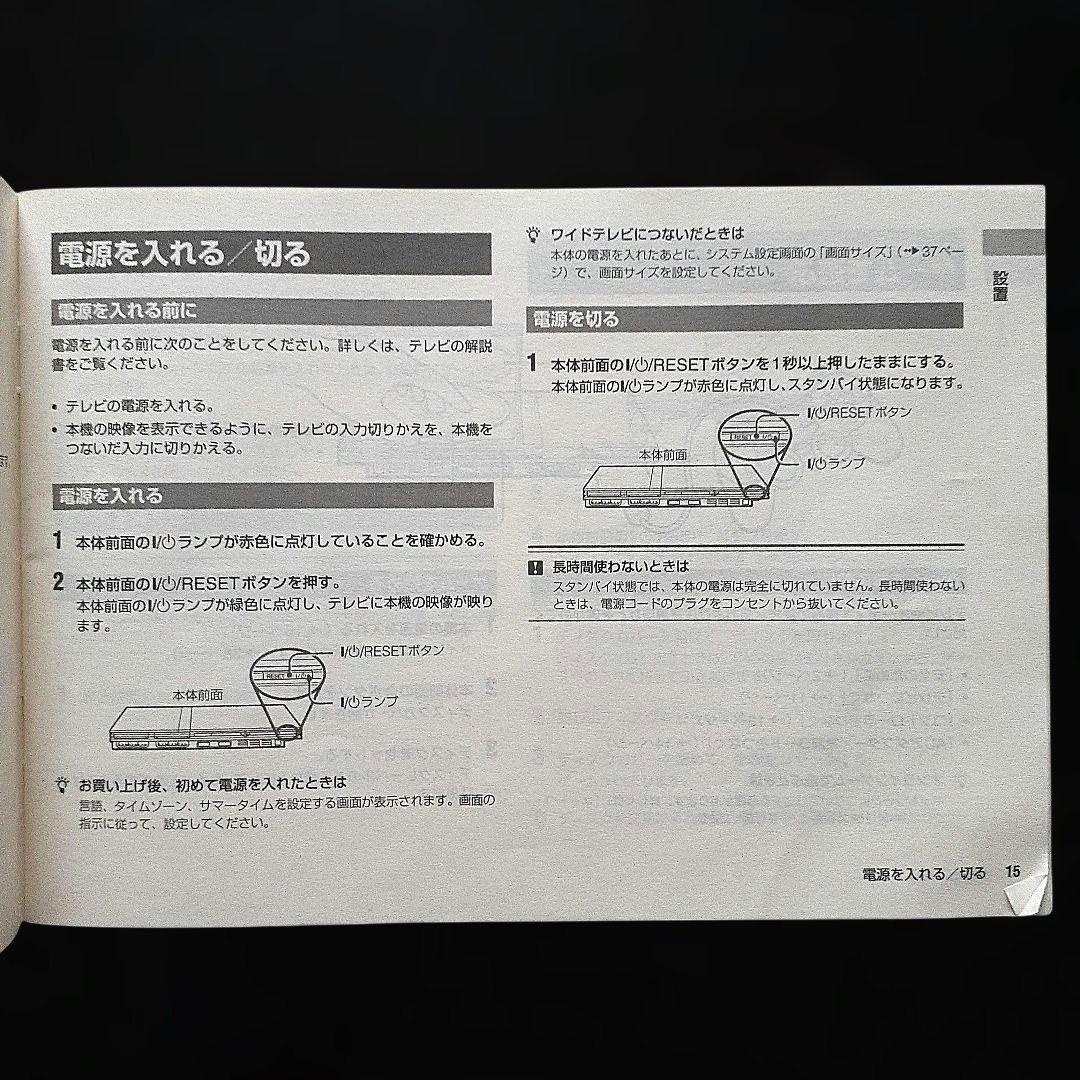 電源を入れる／切る
電源を入れる前に
電源を入れる前に次のことをしてください。詳しくは、テレビの解説
書をご覧ください。
• テレビの電源を入れる。
• 本機の映像を表示できるように、テレビの入力切りかえを、本機を
つないだ入力に切りかえる。
電源を入れる
1 本体前面のI/⏻ランプが赤色に点灯していることを確かめる。
2 本体前面のI/⏻/RESETボタンを押す。
本体前面のI/⏻ランプが緑色に点灯し、テレビに本機の映像が映り
ます。
I/⏻/RESETボタン
RESET I/⏻
本体前面
I/⏻ランプ
お買い上げ後、初めて電源を入れたときは
言語、タイムゾーン、サマータイムを設定する画面が表示されます。画面の
指示に従って、設定してください。
ワイドテレビにつないだときは
本体の電源を入れたあとに、システム設定画面の「画面サイズ」（••▶37ペー
ジ）で、画面サイズを設定してください。
電源を切る
1 本体前面のI/⏻/RESETボタンを1秒以上押したままにする。
本体前面のI/⏻ランプが赤色に点灯し、スタンバイ状態になります。
I/⏻/RESETボタン
RESET I/⏻
本体前面
I/⏻ランプ
長時間使わないときは
スタンバイ状態では、本体の電源は完全に切れていません。長時間使わない
ときは、電源コードのプラグをコンセントから抜いてください。
設置
電源を入れる／切る 15